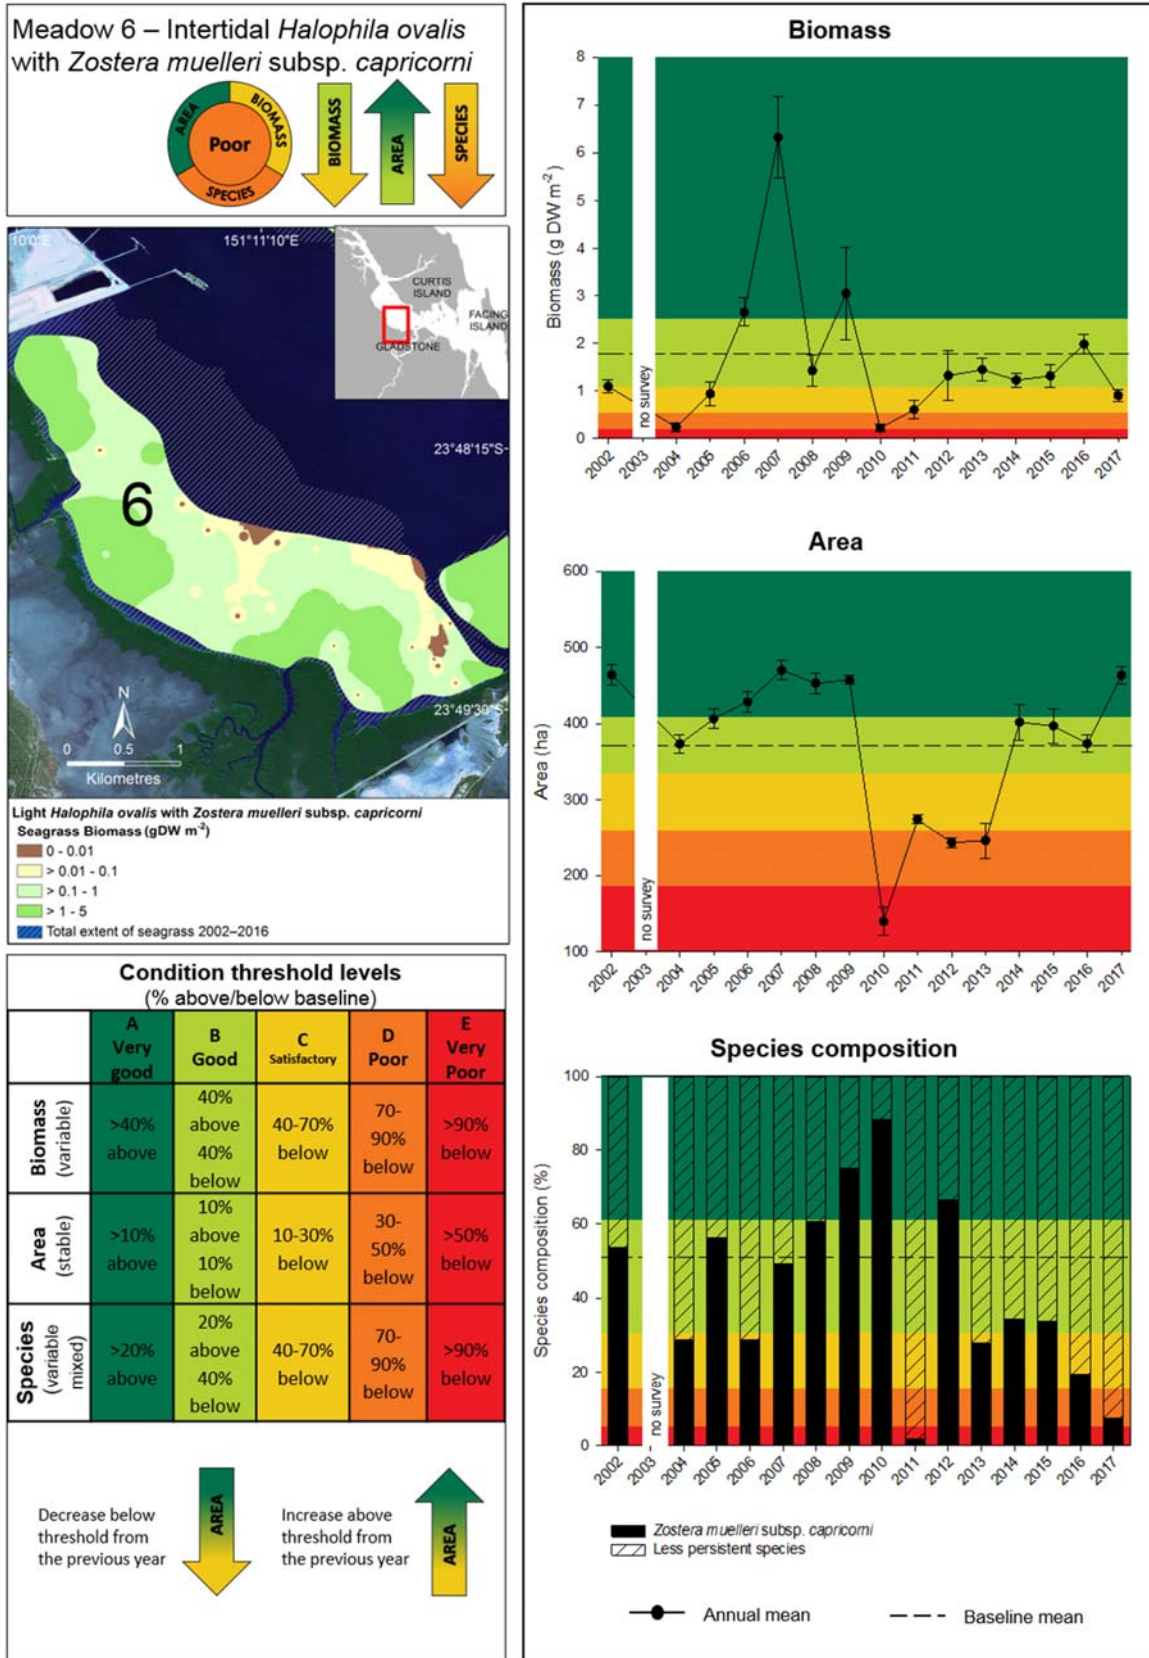 Meadow 6 – Intertidal Halophila ovalis
with Zostera muelleri subsp. capricorni
AREA
BIOMASS
Poor
SPECIES
BIOMASS
AREA
SPECIES
10'0"E
151°11'10"E
CURTIS
ISLAND
FACING
ISLAND
GLADSTONE
23°48'15"S
6
23°49'30"S
N
0 0.5 1
Kilometres
Light Halophila ovalis with Zostera muelleri subsp. capricorni
Seagrass Biomass (gDW m-2)
0 - 0.01
> 0.01 - 0.1
> 0.1 - 1
> 1 - 5
Total extent of seagrass 2002–2016
Condition threshold levels
(% above/below baseline)
A
Very
good
B
Good
C
Satisfactory
D
Poor
E
Very
Poor
Biomass
(variable)
>40%
above
40%
above
40%
below
40-70%
below
70-
90%
below
>90%
below
Area
(stable)
>10%
above
10%
above
10%
below
10-30%
below
30-
50%
below
>50%
below
Species
(variable
mixed)
>20%
above
20%
above
40%
below
40-70%
below
70-
90%
below
>90%
below
Decrease below
threshold from
the previous year
AREA
Increase above
threshold from
the previous year
AREA
Biomass
Biomass (g DW m-2)
8
7
6
5
4
3
2
1
0
no survey
2002 2003 2004 2005 2006 2007 2008 2009 2010 2011 2012 2013 2014 2015 2016 2017
Area
Area (ha)
600
500
400
300
200
100
no survey
2002 2003 2004 2005 2006 2007 2008 2009 2010 2011 2012 2013 2014 2015 2016 2017
Species composition
Species composition (%)
100
80
60
40
20
0
no survey
2002 2003 2004 2005 2006 2007 2008 2009 2010 2011 2012 2013 2014 2015 2016 2017
Zostera muelleri subsp. capricorni
Less persistent species
Annual mean
Baseline mean